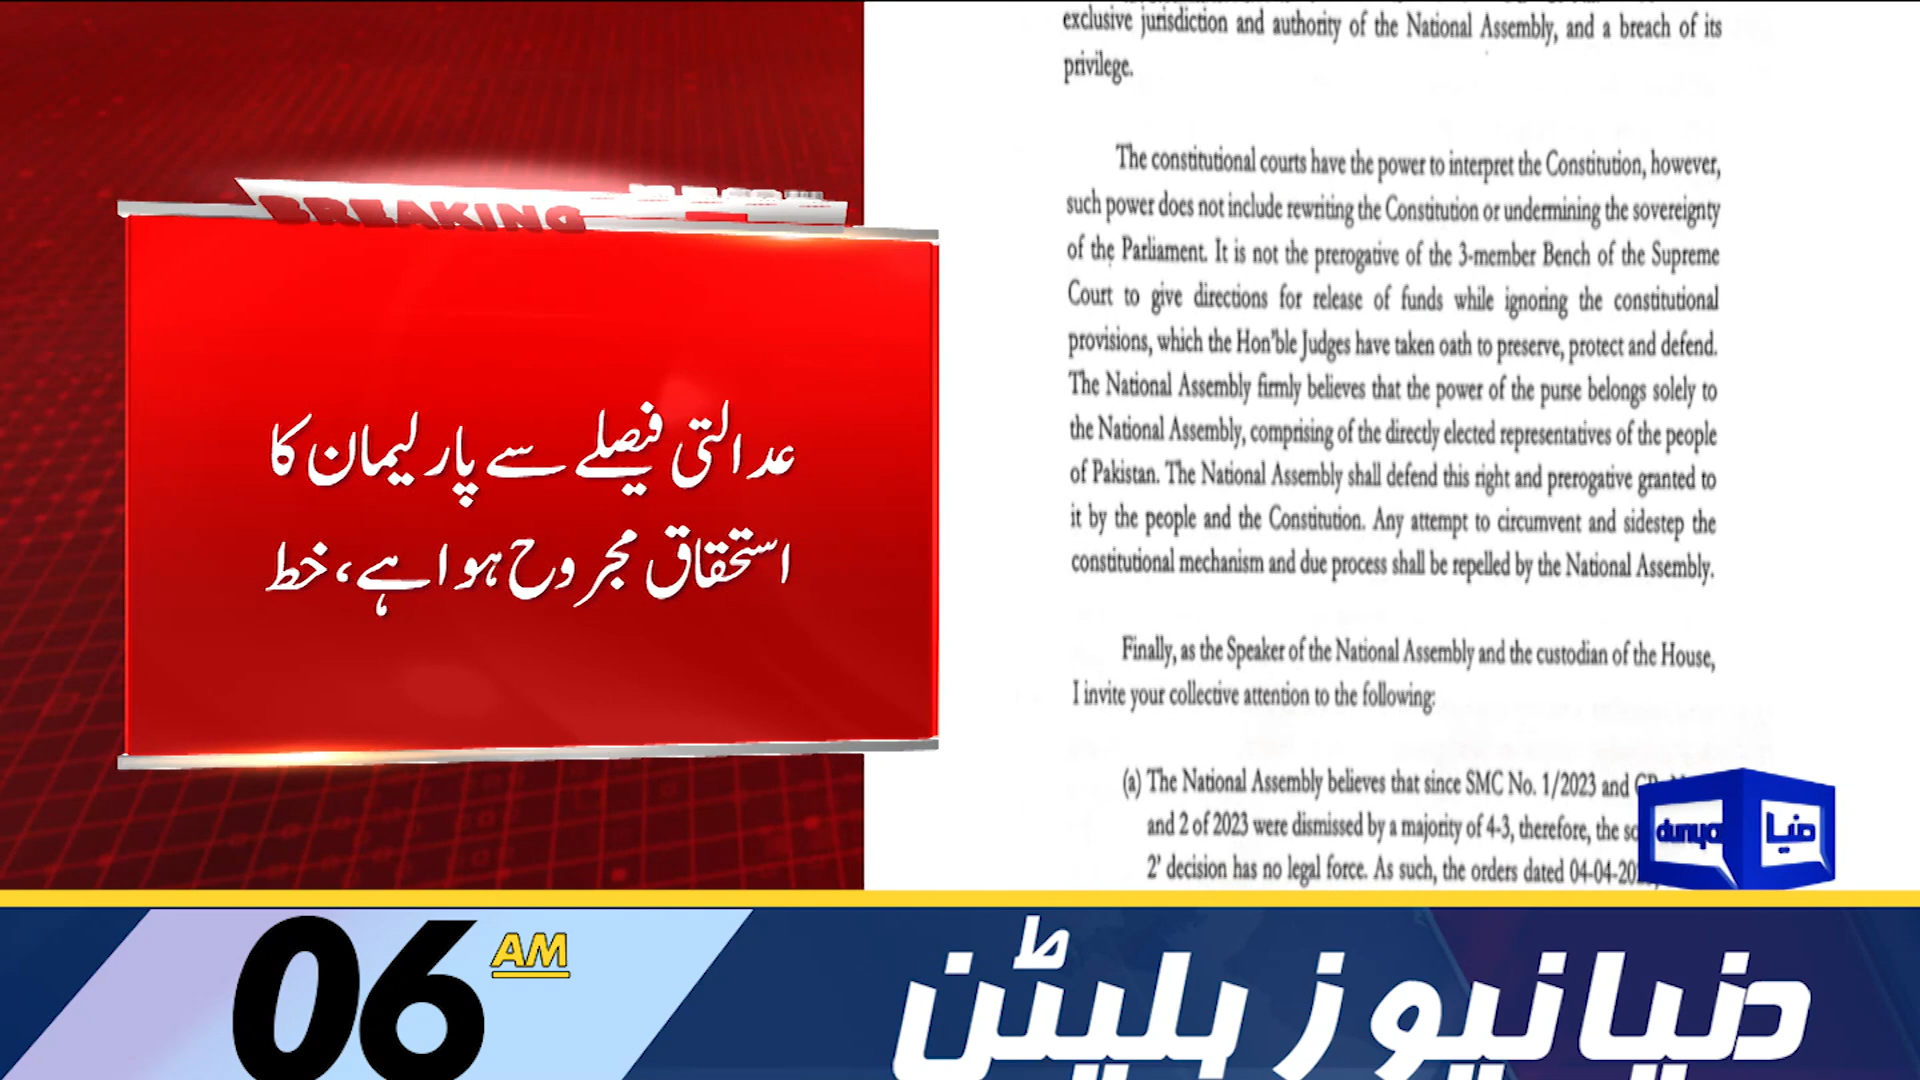 BREAKING
عدالتی فیصلے سے پارلیمان کا
استحقاق مجروح ہوا ہے، خط
exclusive jurisdiction and authority of the National Assembly, and a breach of its
privilege.
The constitutional courts have the power to interpret the Constitution, however,
such power does not include rewriting the Constitution or undermining the sovereignty
of the Parliament. It is not the prerogative of the 3-member Bench of the Supreme
Court to give directions for release of funds while ignoring the constitutional
provisions, which the Hon'ble Judges have taken oath to preserve, protect and defend.
The National Assembly firmly believes that the power of the purse belongs solely to
the National Assembly, comprising of the directly elected representatives of the people
of Pakistan. The National Assembly shall defend this right and prerogative granted to
it by the people and the Constitution. Any attempt to circumvent and sidestep the
constitutional mechanism and due process shall be repelled by the National Assembly.
Finally, as the Speaker of the National Assembly and the custodian of the House,
I invite your collective attention to the following:
(a) The National Assembly believes that since SMC No. 1/2023 and
and 2 of 2023 were dismissed by a majority of 4-3, therefore, the
2' decision has no legal force. As such, the orders dated 04-04-
dunya دنیا
06 AM
دنیا نیوز بلیٹن